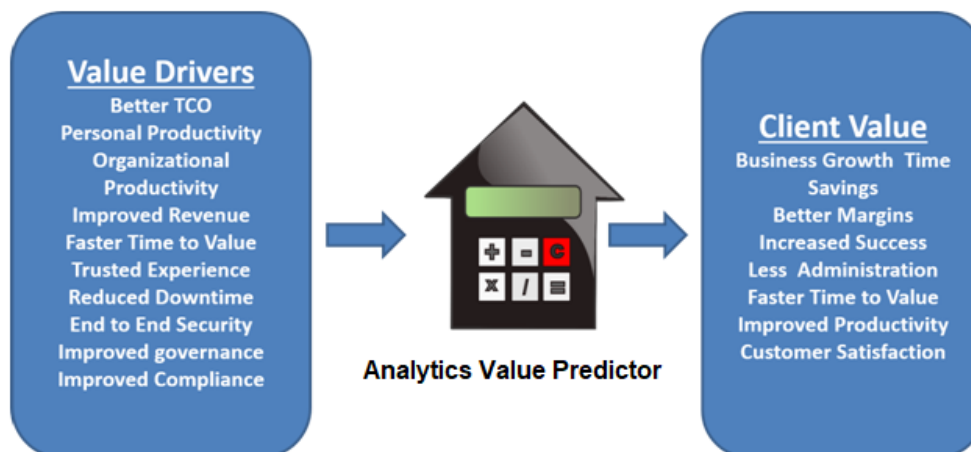 Value Drivers
Better TCO
Personal Productivity
Organizational
Productivity
Improved Revenue
Faster Time to Value
Trusted Experience
Reduced Downtime
End to End Security
Improved governance
Improved Compliance
+ - C
x / =
Analytics Value Predictor
Client Value
Business Growth Time
Savings
Better Margins
Increased Success
Less Administration
Faster Time to Value
Improved Productivity
Customer Satisfaction